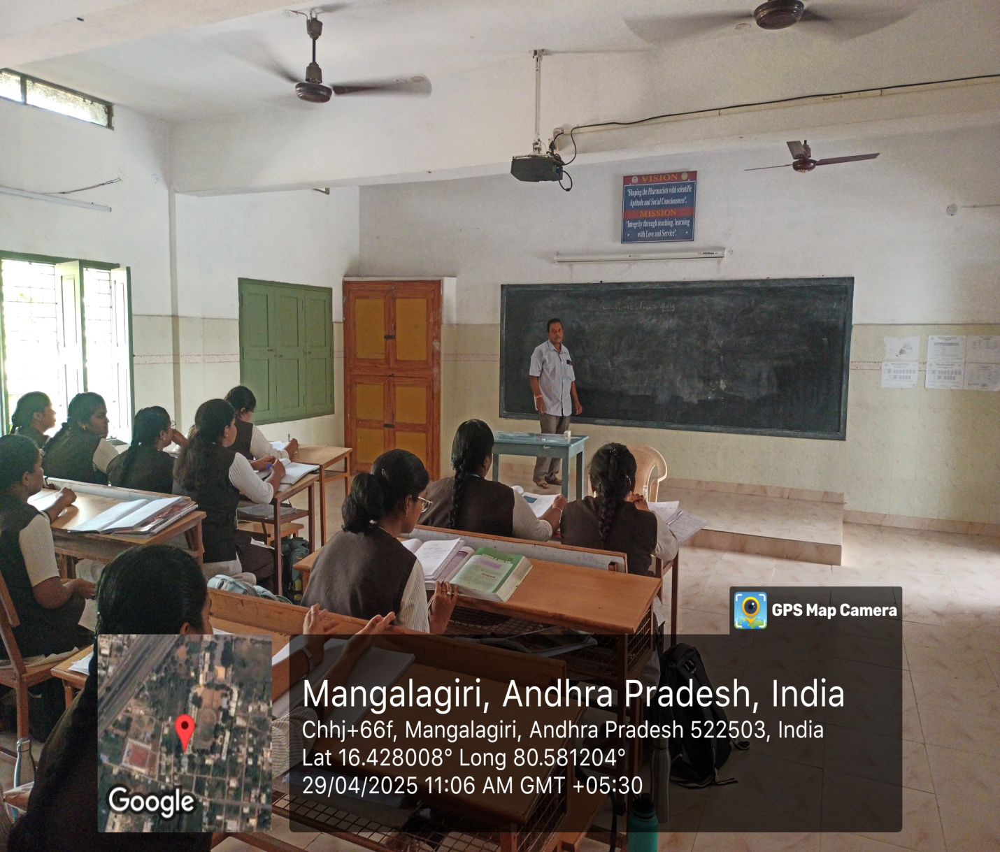 VISION
"Shaping the Pharmacists with scientific
Aptitude and Social Consciousness".
MISSION
"Integrity through teaching, learning
with Love and Service".
GPS Map Camera
Mangalagiri, Andhra Pradesh, India
Chhj+66f, Mangalagiri, Andhra Pradesh 522503, India
Lat 16.428008° Long 80.581204°
29/04/2025 11:06 AM GMT +05:30
Google